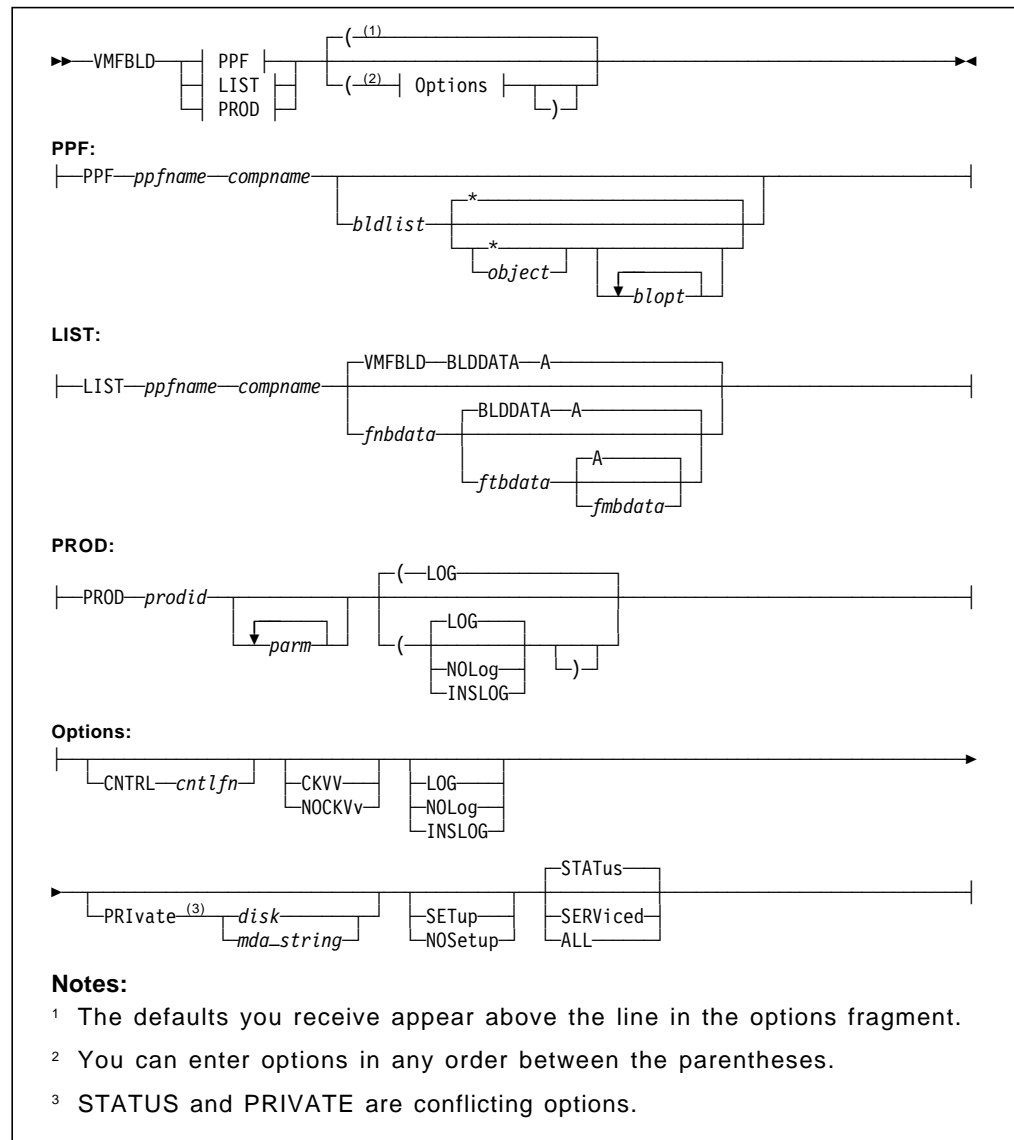 ( (1)
VMFBLD PPF
( (2) Options
LIST
)
PROD
PPF:
PPF ppfname compname
*
bldlist
*
object
blopt
LIST:
VMFBLD BLDDATA A
LIST ppfname compname
BLDDATA A
fnbdata
A
ftbdata
fmbdata
PROD:
( LOG
PROD prodid
LOG
parm
(
NOLog )
INSLOG
Options:
CNTRL cntlfn CKVV LOG
NOCKVv NOLog
INSLOG
STATus
PRIvate (3) disk SETup SERViced
mda_string NOSetup ALL
Notes:
1 The defaults you receive appear above the line in the options fragment.
2 You can enter options in any order between the parentheses.
3 STATUS and PRIVATE are conflicting options.